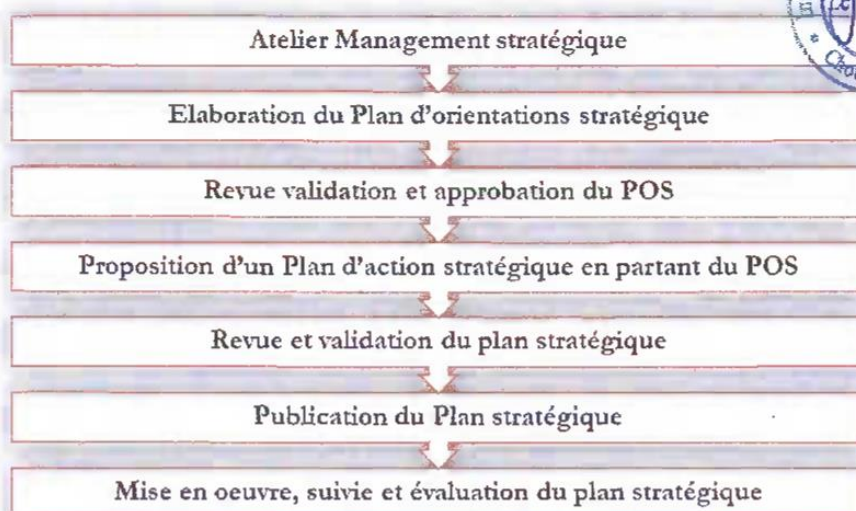 Atelier Management stratégique
Elaboration du Plan d'orientations stratégique
Revue validation et approbation du POS
Proposition d'un Plan d'action stratégique en partant du POS
Revue et validation du plan stratégique
Publication du Plan stratégique
Mise en oeuvre, suivie et évaluation du plan stratégique